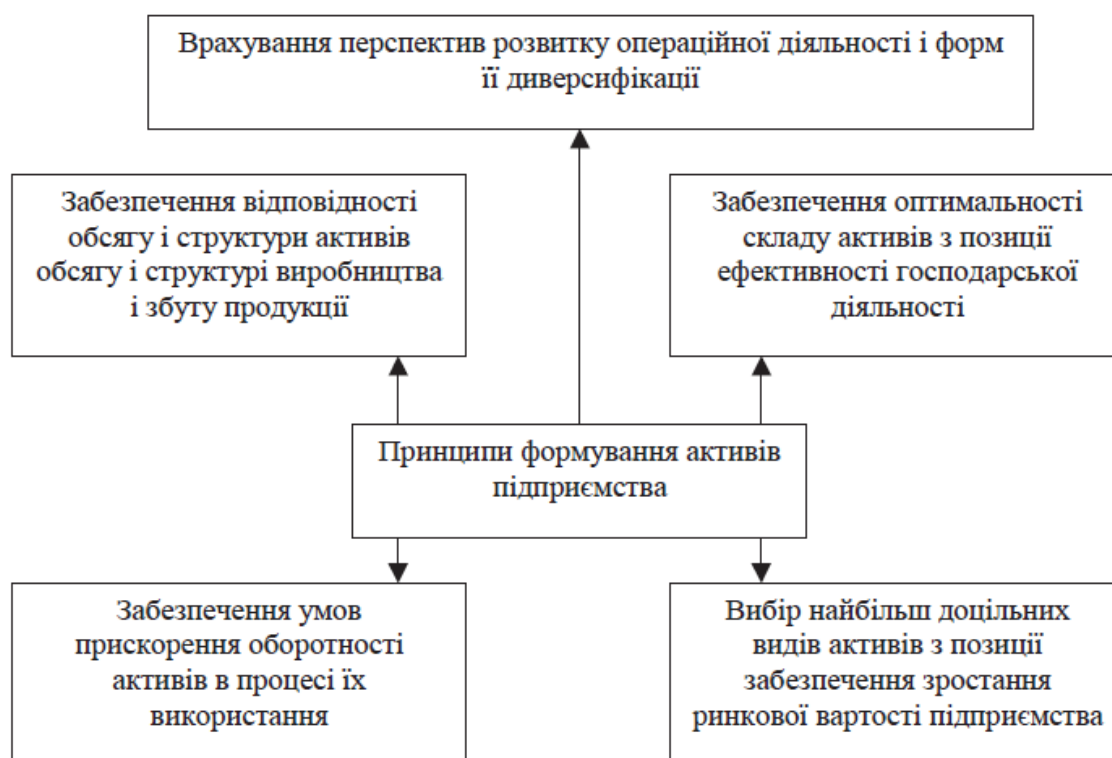 Врахування перспектив розвитку операційної діяльності і форм
її диверсифікації
Забезпечення відповідності
обсягу і структури активів
обсягу і структурі виробництва
і збуту продукції
Забезпечення оптимальності
складу активів з позиції
ефективності господарської
діяльності
Принципи формування активів
підприємства
Забезпечення умов
прискорення оборотності
активів в процесі їх
використання
Вибір найбільш доцільних
видів активів з позиції
забезпечення зростання
ринкової вартості підприємства